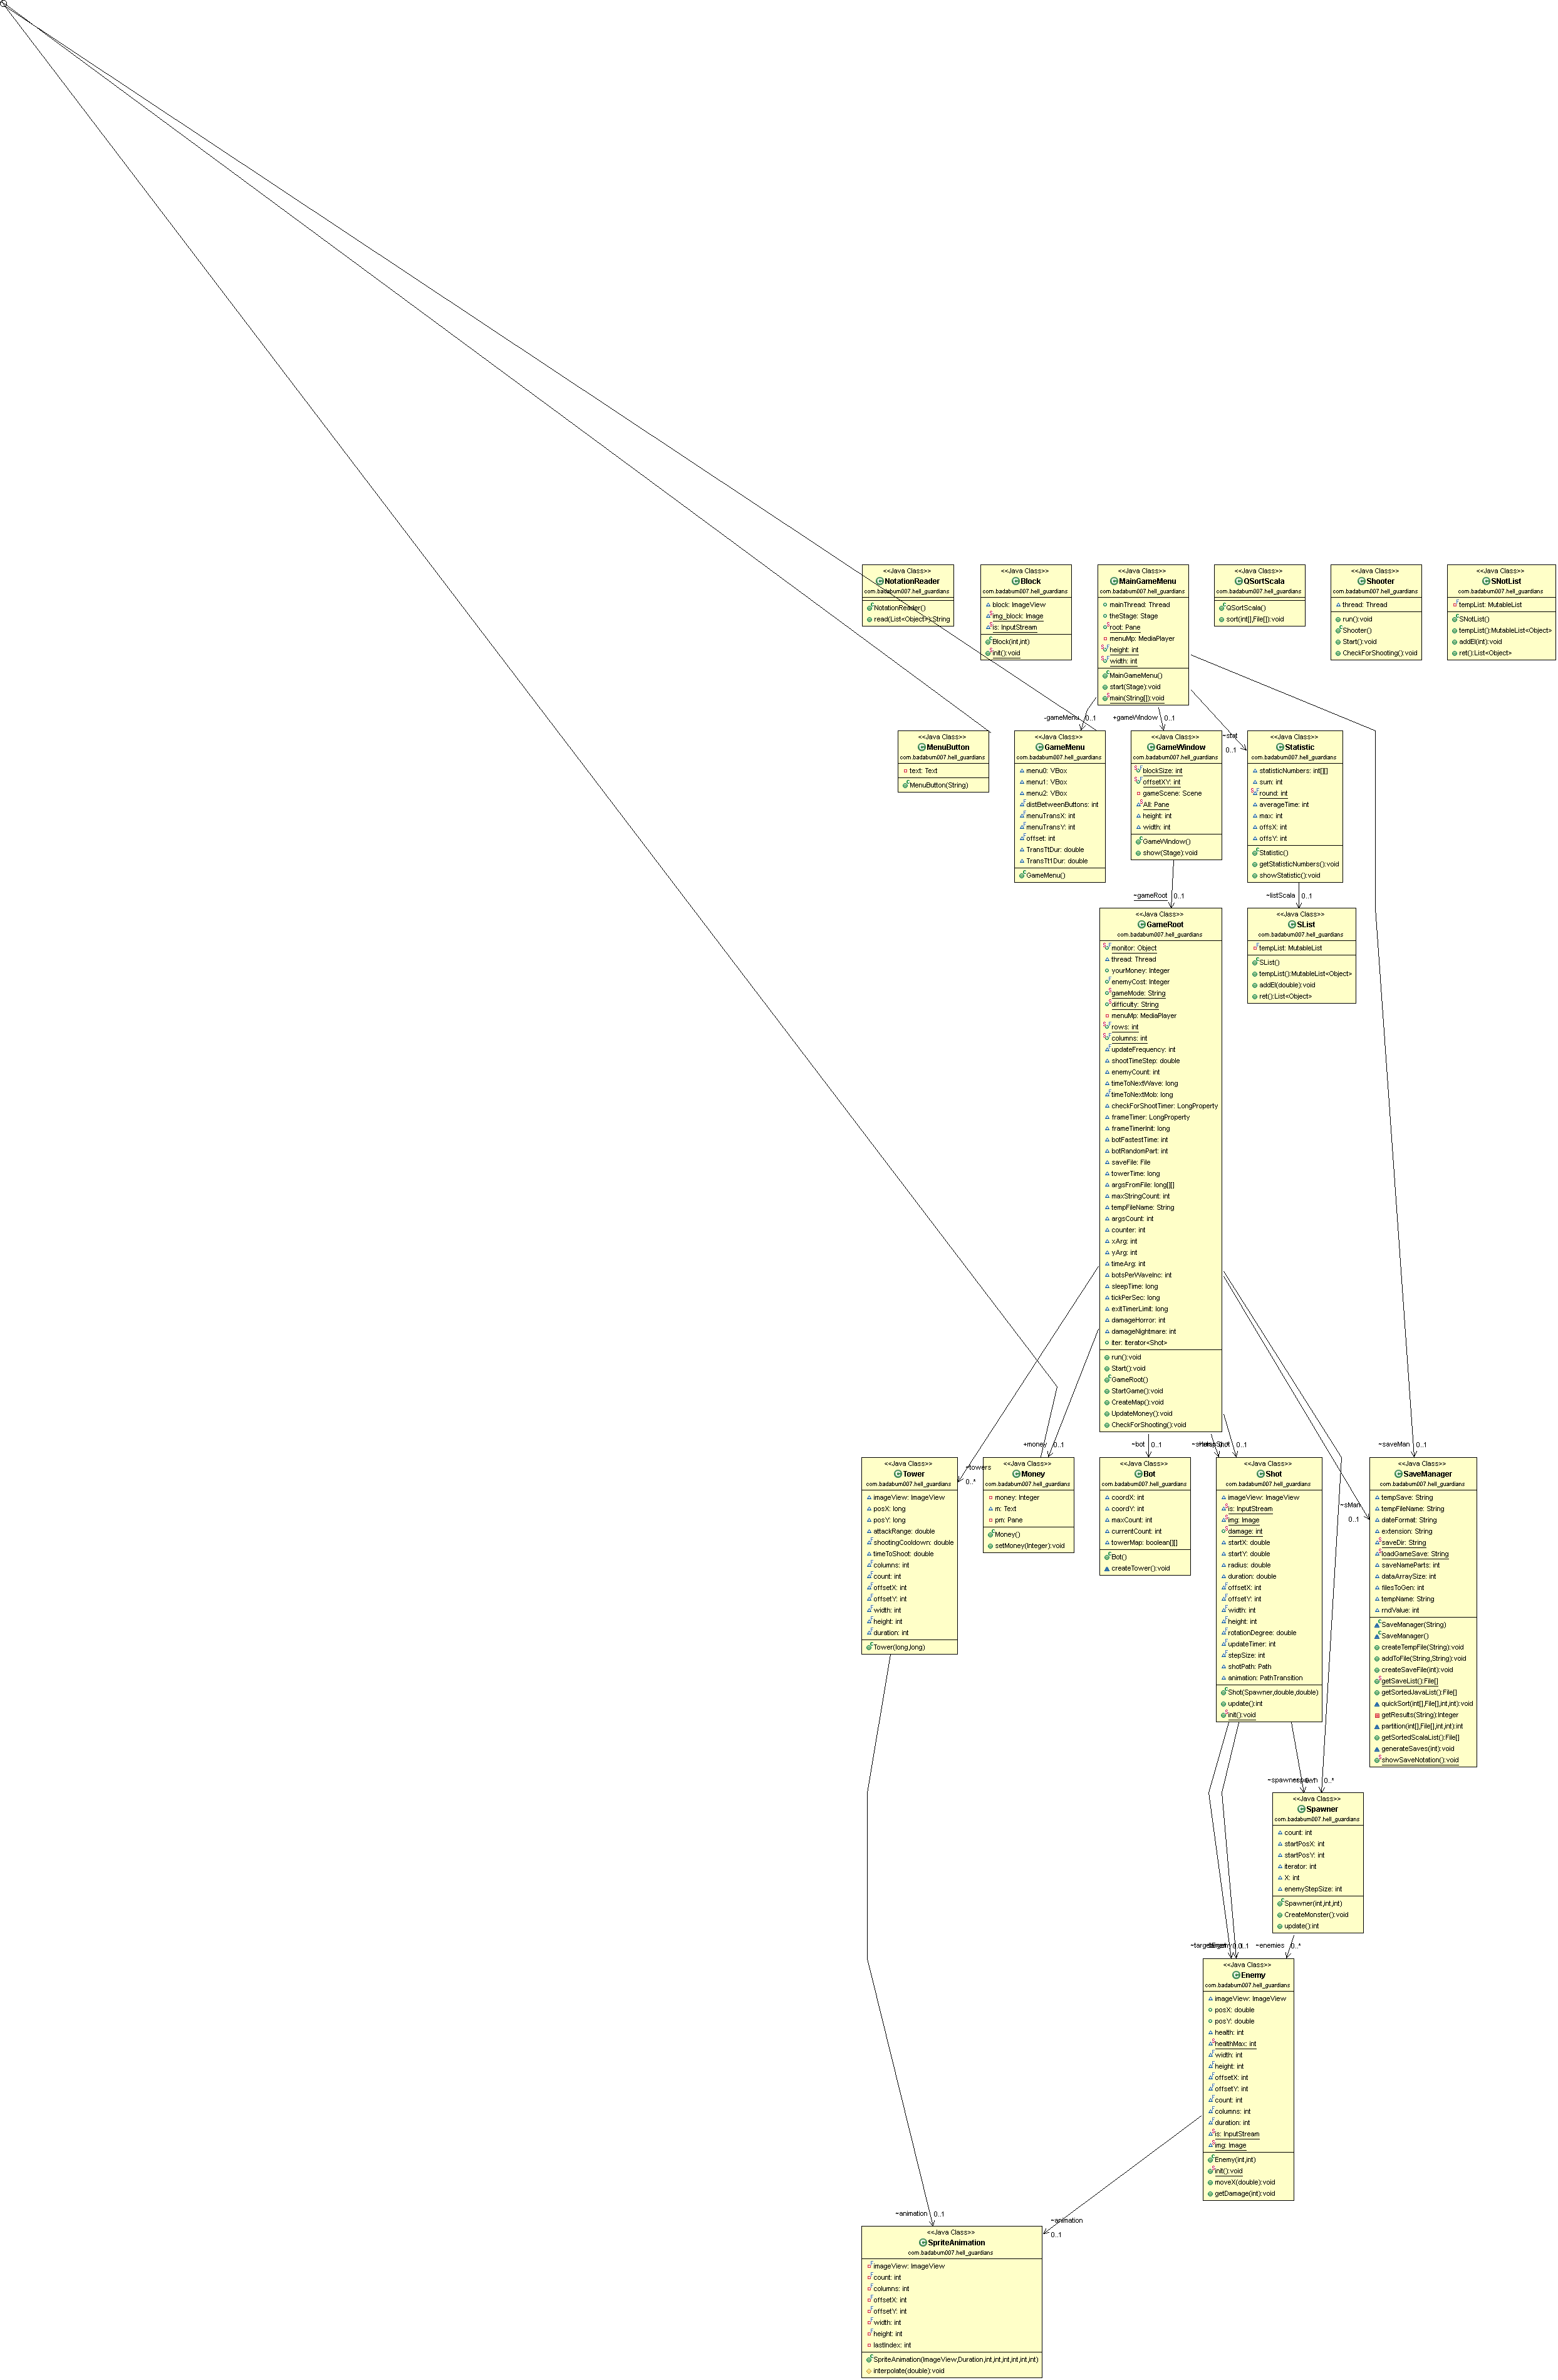 <<Java Class>>
NotationReader
com.badabum007.hell_guardians
NotationReader()
read(List<Object>):String
<<Java Class>>
Block
com.badabum007.hell_guardians
block: ImageView
img_block: Image
is: InputStream
Block(int,int)
init():void
<<Java Class>>
MainGameMenu
com.badabum007.hell_guardians
mainThread: Thread
theStage: Stage
root: Pane
menuMp: MediaPlayer
height: int
width: int
MainGameMenu()
start(Stage):void
main(String[]):void
<<Java Class>>
QSortScala
com.badabum007.hell_guardians
QSortScala()
sort(int[],File[]):void
<<Java Class>>
Shooter
com.badabum007.hell_guardians
thread: Thread
run():void
Shooter()
Start():void
CheckForShooting():void
<<Java Class>>
SNotList
com.badabum007.hell_guardians
tempList: MutableList
SNotList()
tempList():MutableList<Object>
addEl(int):void
ret():List<Object>
-gameMenu 0..1
+gameWindow 0..1
~stat
0..1
<<Java Class>>
MenuButton
com.badabum007.hell_guardians
text: Text
MenuButton(String)
<<Java Class>>
GameMenu
com.badabum007.hell_guardians
menu0: VBox
menu1: VBox
menu2: VBox
distBetweenButtons: int
menuTransX: int
menuTransY: int
offset: int
TransTtDur: double
TransTt1Dur: double
GameMenu()
<<Java Class>>
GameWindow
com.badabum007.hell_guardians
blockSize: int
offsetXY: int
gameScene: Scene
All: Pane
height: int
width: int
GameWindow()
show(Stage):void
<<Java Class>>
Statistic
com.badabum007.hell_guardians
statisticNumbers: int[][]
sum: int
round: int
averageTime: int
max: int
offsX: int
offsY: int
Statistic()
getStatisticNumbers():void
showStatistic():void
~gameRoot 0..1
~listScala 0..1
<<Java Class>>
GameRoot
com.badabum007.hell_guardians
monitor: Object
thread: Thread
yourMoney: Integer
enemyCost: Integer
gameMode: String
difficulty: String
menuMp: MediaPlayer
rows: int
columns: int
updateFrequency: int
shootTimeStep: double
enemyCount: int
timeToNextWave: long
timeToNextMob: long
checkForShootTimer: LongProperty
frameTimer: LongProperty
frameTimerInit: long
botFastestTime: int
botRandomPart: int
saveFile: File
towerTime: long
argsFromFile: long[][]
maxStringCount: int
tempFileName: String
argsCount: int
counter: int
xArg: int
yArg: int
timeArg: int
botsPerWaveInc: int
sleepTime: long
tickPerSec: long
exitTimerLimit: long
damageHorror: int
damageNightmare: int
iter: Iterator<Shot>
run():void
Start():void
GameRoot()
StartGame():void
CreateMap():void
UpdateMoney():void
CheckForShooting():void
<<Java Class>>
SList
com.badabum007.hell_guardians
tempList: MutableList
SList()
tempList():MutableList<Object>
addEl(double):void
ret():List<Object>
~towers
0..*
+money 0..1
~bot 0..1
0..1
~saveMan 0..1
~sMan
0..1
<<Java Class>>
Tower
com.badabum007.hell_guardians
imageView: ImageView
posX: long
posY: long
attackRange: double
shootingCooldown: double
timeToShoot: double
columns: int
count: int
offsetX: int
offsetY: int
width: int
height: int
duration: int
Tower(long,long)
<<Java Class>>
Money
com.badabum007.hell_guardians
money: Integer
m: Text
pm: Pane
Money()
setMoney(Integer):void
<<Java Class>>
Bot
com.badabum007.hell_guardians
coordX: int
coordY: int
maxCount: int
currentCount: int
towerMap: boolean[][]
Bot()
createTower():void
<<Java Class>>
Shot
com.badabum007.hell_guardians
imageView: ImageView
is: InputStream
img: Image
damage: int
startX: double
startY: double
radius: double
duration: double
offsetX: int
offsetY: int
width: int
height: int
rotationDegree: double
updateTimer: int
stepSize: int
shotPath: Path
animation: PathTransition
Shot(Spawner,double,double)
update():int
init():void
<<Java Class>>
SaveManager
com.badabum007.hell_guardians
tempSave: String
tempFileName: String
dateFormat: String
extension: String
saveDir: String
loadGameSave: String
saveNameParts: int
dataArraySize: int
filesToGen: int
tempName: String
rndValue: int
SaveManager(String)
SaveManager()
createTempFile(String):void
addToFile(String,String):void
createSaveFile(int):void
getSaveList():File[]
getSortedJavaList():File[]
quickSort(int[],File[],int,int):void
getResults(String):Integer
partition(int[],File[],int,int):int
getSortedScalaList():File[]
generateSaves(int):void
showSaveNotation():void
0..*
<<Java Class>>
Spawner
com.badabum007.hell_guardians
count: int
startPosX: int
startPosY: int
iterator: int
X: int
enemyStepSize: int
Spawner(int,int,int)
CreateMonster():void
update():int
~enemies 0..*
<<Java Class>>
Enemy
com.badabum007.hell_guardians
imageView: ImageView
posX: double
posY: double
health: int
healthMax: int
width: int
height: int
offsetX: int
offsetY: int
count: int
columns: int
duration: int
is: InputStream
img: Image
Enemy(int,int)
init():void
moveX(double):void
getDamage(int):void
~animation 0..1
~animation
0..1
<<Java Class>>
SpriteAnimation
com.badabum007.hell_guardians
imageView: ImageView
count: int
columns: int
offsetX: int
offsetY: int
width: int
height: int
lastIndex: int
SpriteAnimation(ImageView,Duration,int,int,int,int,int,int)
interpolate(double):void